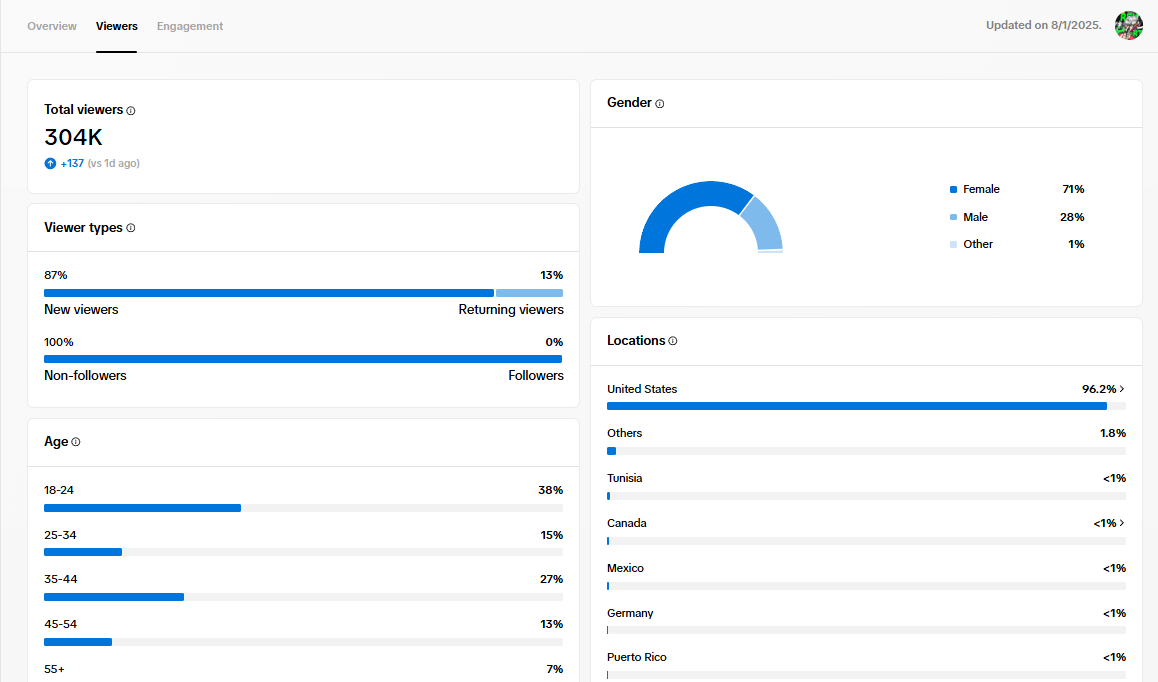 Overview Viewers Engagement Updated on 8/1/2025.
Total viewers
304K
+137 (vs 1d ago)
Viewer types
87% 13%
New viewers Returning viewers
100% 0%
Non-followers Followers
Age
18-24 38%
25-34 15%
35-44 27%
45-54 13%
55+ 7%
Gender
Female 71%
Male 28%
Other 1%
Locations
United States 96.2% >
Others 1.8%
Tunisia <1%
Canada <1% >
Mexico <1%
Germany <1%
Puerto Rico <1%